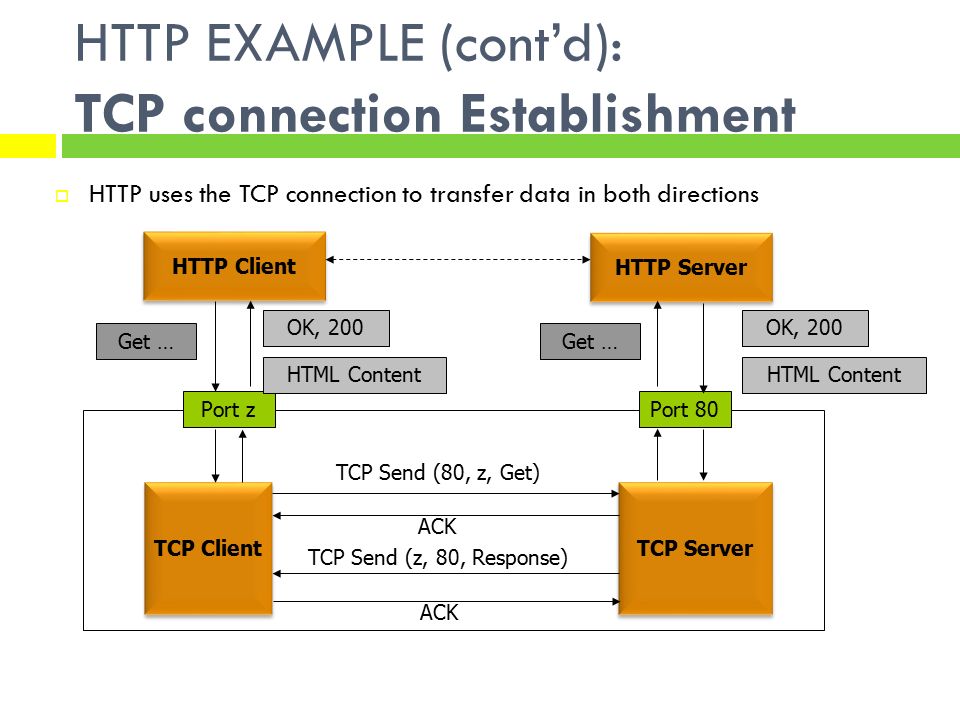 HTTP EXAMPLE (cont’d):
TCP connection Establishment
HTTP uses the TCP connection to transfer data in both directions
HTTP Client
HTTP Server
Get …
OK, 200
HTML Content
Get …
OK, 200
HTML Content
Port z
Port 80
TCP Send (80, z, Get)
ACK
TCP Client
TCP Server
TCP Send (z, 80, Response)
ACK